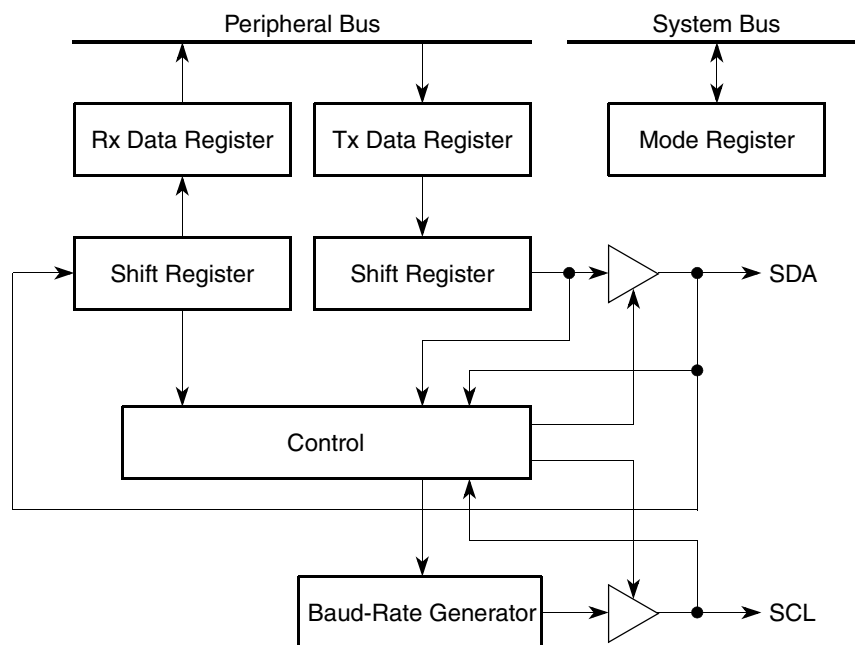 Peripheral Bus
System Bus
Rx Data Register
Tx Data Register
Mode Register
Shift Register
Shift Register
SDA
Control
Baud-Rate Generator
SCL